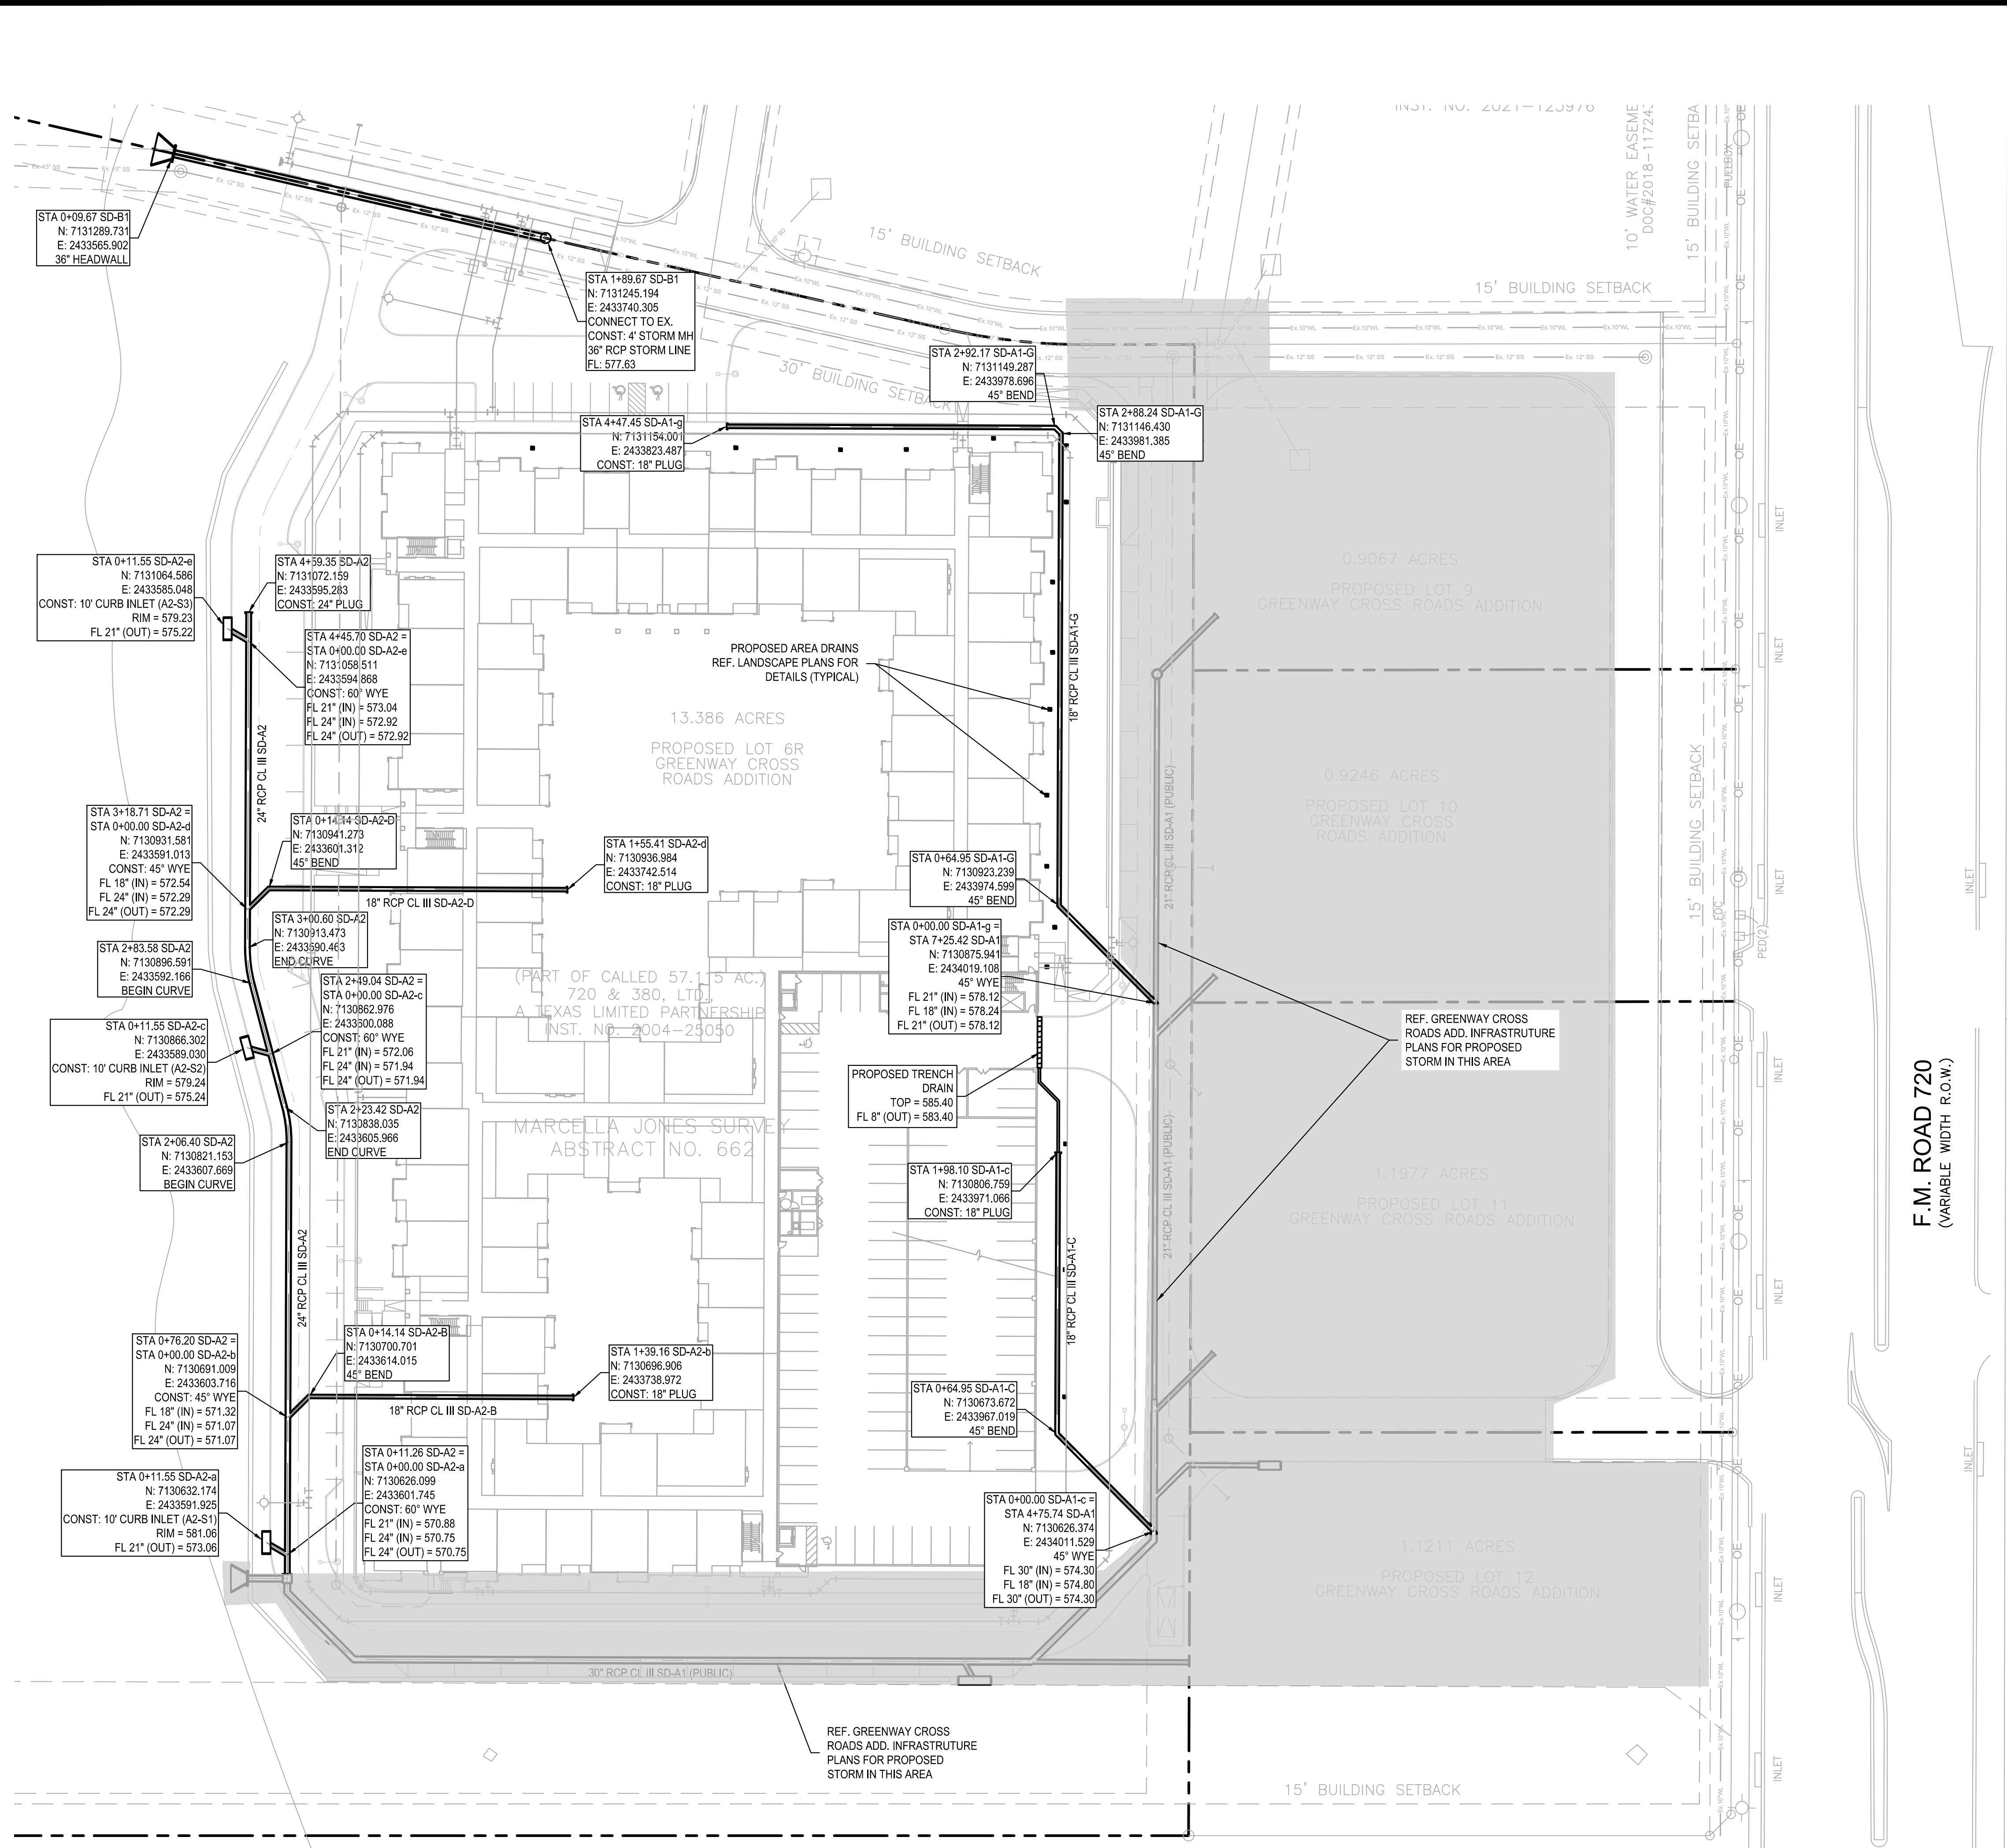 INST. NO. 2021-125976
10' WATER EASEME
DOC#2018-11724
15' BUILDING SETBA
PULLBOX
STA 0+09.67 SD-B1
N: 7131289.731
E: 2433565.902
36" HEADWALL
15' BUILDING SETBACK
15' BUILDING SETBACK
STA 1+89.67 SD-B1
N: 7131245.194
E: 2433740.305
CONNECT TO EX.
CONST: 4' STORM MH
36" RCP STORM LINE
FL: 577.63
30' BUILDING SETBACK
STA 2+92.17 SD-A1-G
N: 7131149.287
E: 2433978.696
45° BEND
STA 4+47.45 SD-A1-g
N: 7131154.001
E: 2433823.487
CONST: 18" PLUG
STA 2+88.24 SD-A1-G
N: 7131146.430
E: 2433981.385
45° BEND
STA 0+11.55 SD-A2-e
N: 7131064.586
E: 2433585.048
CONST: 10' CURB INLET (A2-S3)
RIM = 579.23
FL 21" (OUT) = 575.22
STA 4+59.35 SD-A2
N: 7131072.159
E: 2433595.283
CONST: 24" PLUG
STA 4+45.70 SD-A2 =
STA 0+00.00 SD-A2-e
N: 7131058.511
E: 2433594.868
CONST: 60° WYE
FL 21" (IN) = 573.04
FL 24" (IN) = 572.92
FL 24" (OUT) = 572.92
24" RCP CL III SD-A2
PROPOSED AREA DRAINS
REF. LANDSCAPE PLANS FOR
DETAILS (TYPICAL)
18" RCP CL III SD-A1-G
13.386 ACRES
PROPOSED LOT 6R
GREENWAY CROSS
ROADS ADDITION
0.9067 ACRES
PROPOSED LOT 9
GREENWAY CROSS ROADS ADDITION
0.9246 ACRES
PROPOSED LOT 10
GREENWAY CROSS
ROADS ADDITION
21" RCP CL III SD-A1 (PUBLIC)
15' BUILDING SETBACK
STA 3+18.71 SD-A2 =
STA 0+00.00 SD-A2-d
N: 7130931.581
E: 2433591.013
CONST: 45° WYE
FL 18" (IN) = 572.54
FL 24" (IN) = 572.29
FL 24" (OUT) = 572.29
STA 0+14.14 SD-A2-D
N: 7130941.273
E: 2433601.312
45° BEND
STA 1+55.41 SD-A2-d
N: 7130936.984
E: 2433742.514
CONST: 18" PLUG
18" RCP CL III SD-A2-D
STA 0+64.95 SD-A1-G
N: 7130923.239
E: 2433974.599
45° BEND
STA 3+00.60 SD-A2
N: 7130913.473
E: 2433590.463
END CURVE
STA 2+83.58 SD-A2
N: 7130896.591
E: 2433592.166
BEGIN CURVE
STA 0+00.00 SD-A1-g =
STA 7+25.42 SD-A1
N: 7130875.941
E: 2434019.108
45° WYE
FL 21" (IN) = 578.12
FL 18" (IN) = 578.24
FL 21" (OUT) = 578.12
STA 2+49.04 SD-A2 =
STA 0+00.00 SD-A2-c
N: 7130862.976
E: 2433600.088
CONST: 60° WYE
FL 21" (IN) = 572.06
FL 24" (IN) = 571.94
FL 24" (OUT) = 571.94
(PART OF CALLED 57.115 AC.)
720 & 380, LTD.,
A TEXAS LIMITED PARTNERSHIP
INST. NO. 2004-25050
STA 0+11.55 SD-A2-c
N: 7130866.302
E: 2433589.030
CONST: 10' CURB INLET (A2-S2)
RIM = 579.24
FL 21" (OUT) = 575.24
REF. GREENWAY CROSS
ROADS ADD. INFRASTRUTURE
PLANS FOR PROPOSED
STORM IN THIS AREA
PROPOSED TRENCH
DRAIN
TOP = 585.40
FL 8" (OUT) = 583.40
STA 2+23.42 SD-A2
N: 7130838.035
E: 2433605.966
END CURVE
MARCELLA JONES SURVEY
ABSTRACT NO. 662
STA 2+06.40 SD-A2
N: 7130821.153
E: 2433607.669
BEGIN CURVE
STA 1+98.10 SD-A1-c
N: 7130806.759
E: 2433971.066
CONST: 18" PLUG
21" RCP CL III SD-A1 (PUBLIC)
1.1977 ACRES
PROPOSED LOT 11
GREENWAY CROSS ROADS ADDITION
F.M. ROAD 720
(VARIABLE WIDTH R.O.W.)
24" RCP CL III SD-A2
18" RCP CL III SD-A1-C
STA 0+76.20 SD-A2 =
STA 0+00.00 SD-A2-b
N: 7130691.009
E: 2433603.716
CONST: 45° WYE
FL 18" (IN) = 571.32
FL 24" (IN) = 571.07
FL 24" (OUT) = 571.07
STA 0+14.14 SD-A2-B
N: 7130700.701
E: 2433614.015
45° BEND
STA 1+39.16 SD-A2-b
N: 7130696.906
E: 2433738.972
CONST: 18" PLUG
18" RCP CL III SD-A2-B
STA 0+64.95 SD-A1-C
N: 7130673.672
E: 2433967.019
45° BEND
STA 0+11.26 SD-A2 =
STA 0+00.00 SD-A2-a
N: 7130626.099
E: 2433601.745
CONST: 60° WYE
FL 21" (IN) = 570.88
FL 24" (IN) = 570.75
FL 24" (OUT) = 570.75
STA 0+11.55 SD-A2-a
N: 7130632.174
E: 2433591.925
CONST: 10' CURB INLET (A2-S1)
RIM = 581.06
FL 21" (OUT) = 573.06
STA 0+00.00 SD-A1-c =
STA 4+75.74 SD-A1
N: 7130626.374
E: 2434011.529
45° WYE
FL 30" (IN) = 574.30
FL 18" (IN) = 574.80
FL 30" (OUT) = 574.30
1.1211 ACRES
PROPOSED LOT 12
GREENWAY CROSS ROADS ADDITION
30" RCP CL III SD-A1 (PUBLIC)
REF. GREENWAY CROSS
ROADS ADD. INFRASTRUTURE
PLANS FOR PROPOSED
STORM IN THIS AREA
15' BUILDING SETBACK
INLET
INLET
INLET
INLET
INLET
INLET
INLET
INLET
INLET
INLET
PED(2)